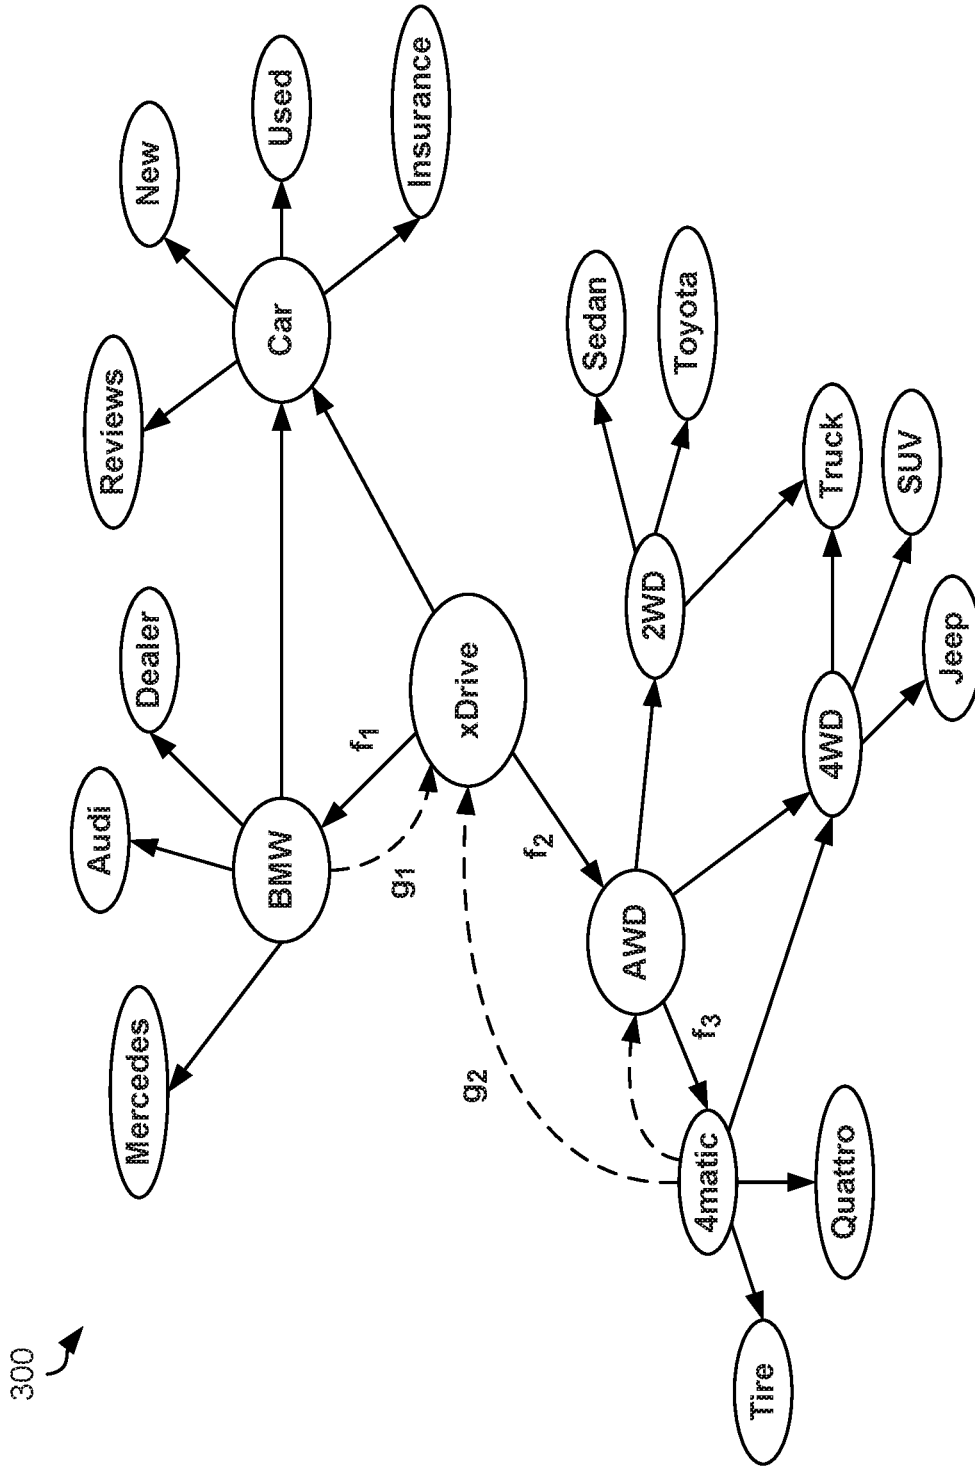 300
Mercedes
Audi
Dealer
Reviews
New
BMW
Car
Used
Insurance
g1
f1
xDrive
g2
f2
AWD
Sedan
Toyota
2WD
f3
4matic
4WD
Truck
SUV
Tire
Quattro
Jeep